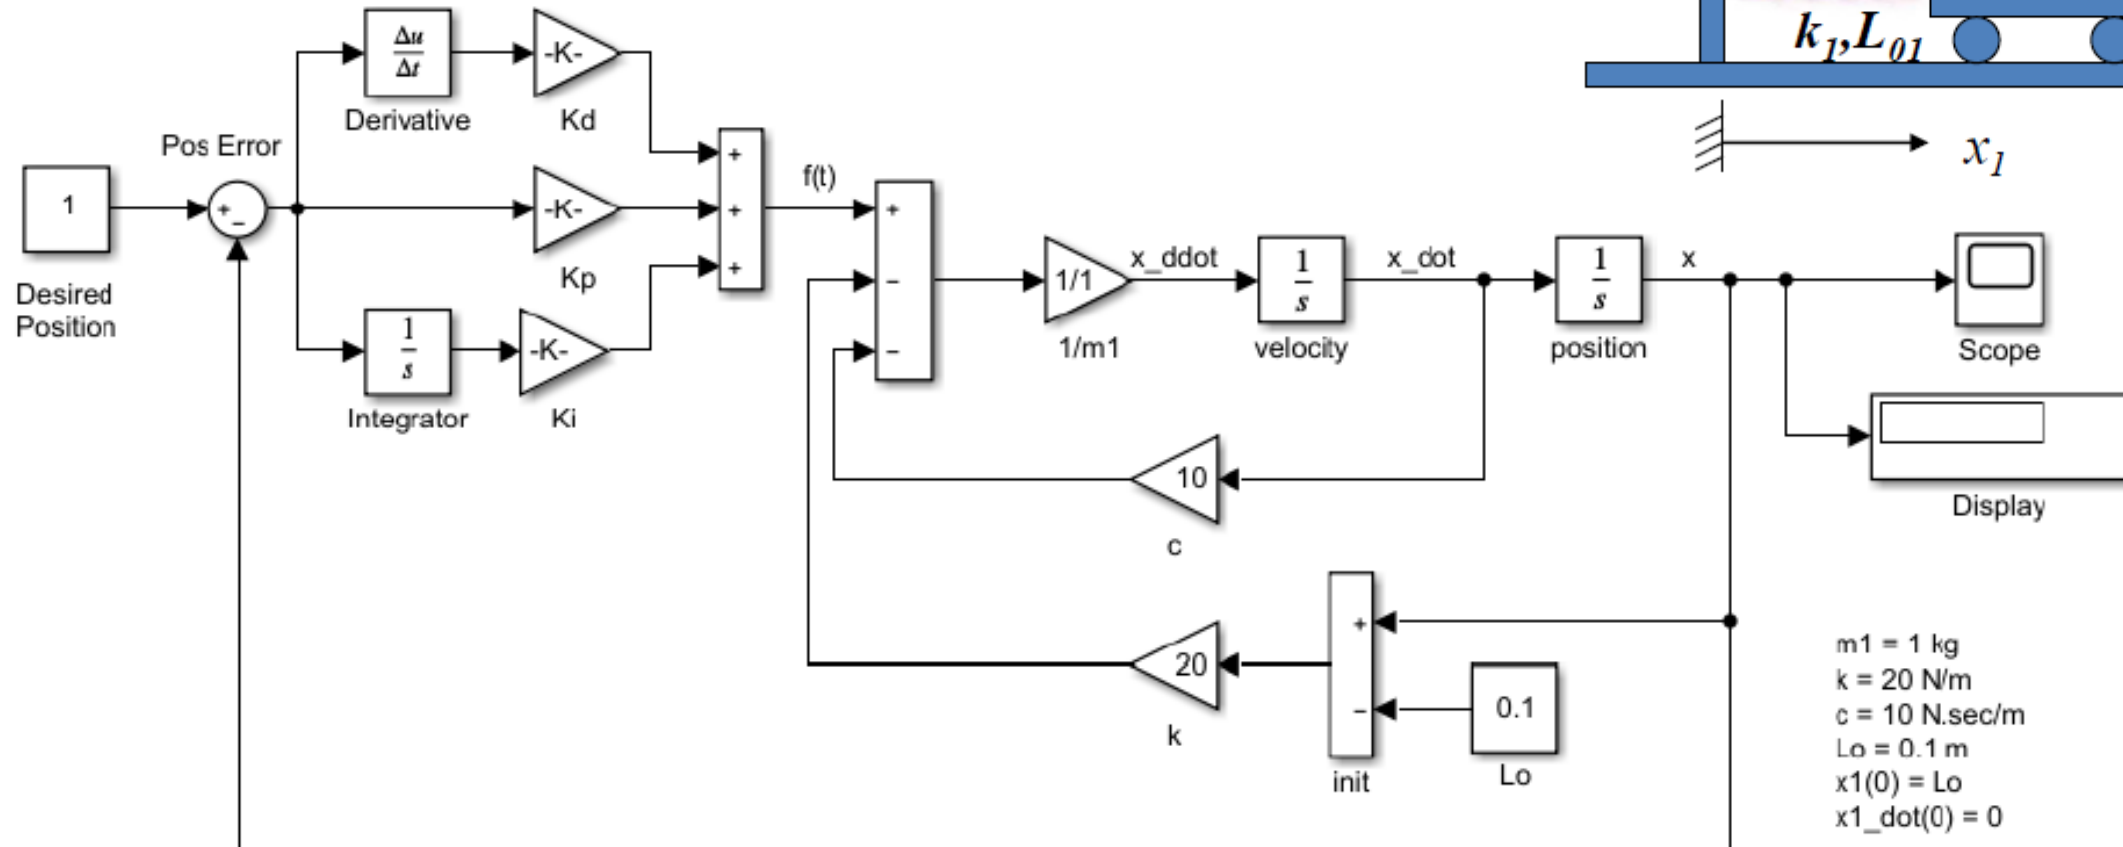 Δu
Δt
Derivative
-K-
Kd
k₁,L₀₁
x₁
Pos Error
1
Desired
Position
+
−
-K-
Kp
1
s
Integrator
-K-
Ki
+
+
+
f(t)
+
−
−
1/1
1/m1
x_ddot
1
s
velocity
x_dot
1
s
position
x
Scope
Display
10
c
20
k
+
−
init
0.1
Lo
m1 = 1 kg
k = 20 N/m
c = 10 N.sec/m
Lo = 0.1 m
x1(0) = Lo
x1_dot(0) = 0